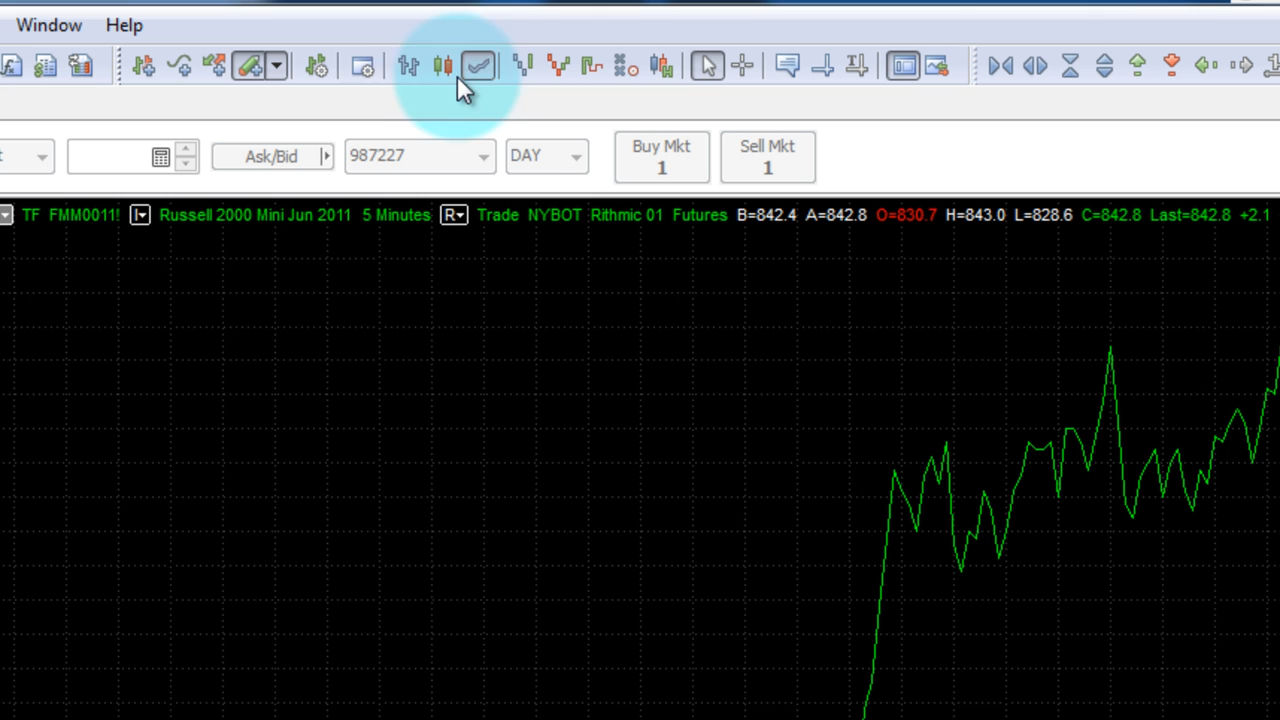 Window Help
Ask/Bid 987227 DAY Buy Mkt 1 Sell Mkt 1
TF FMM0011! I Russell 2000 Mini Jun 2011 5 Minutes R Trade NYBOT Rithmic 01 Futures B=842.4 A=842.8 O=830.7 H=843.0 L=828.6 C=842.8 Last=842.8 +2.1